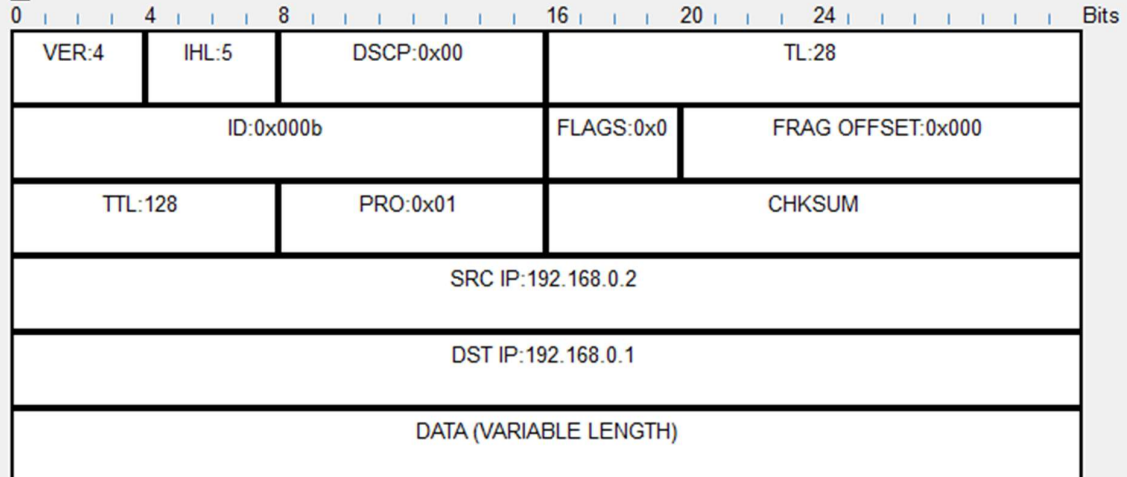 0 4 8 16 20 24 Bits
VER:4 IHL:5 DSCP:0x00 TL:28
ID:0x000b FLAGS:0x0 FRAG OFFSET:0x000
TTL:128 PRO:0x01 CHKSUM
SRC IP:192.168.0.2
DST IP:192.168.0.1
DATA (VARIABLE LENGTH)